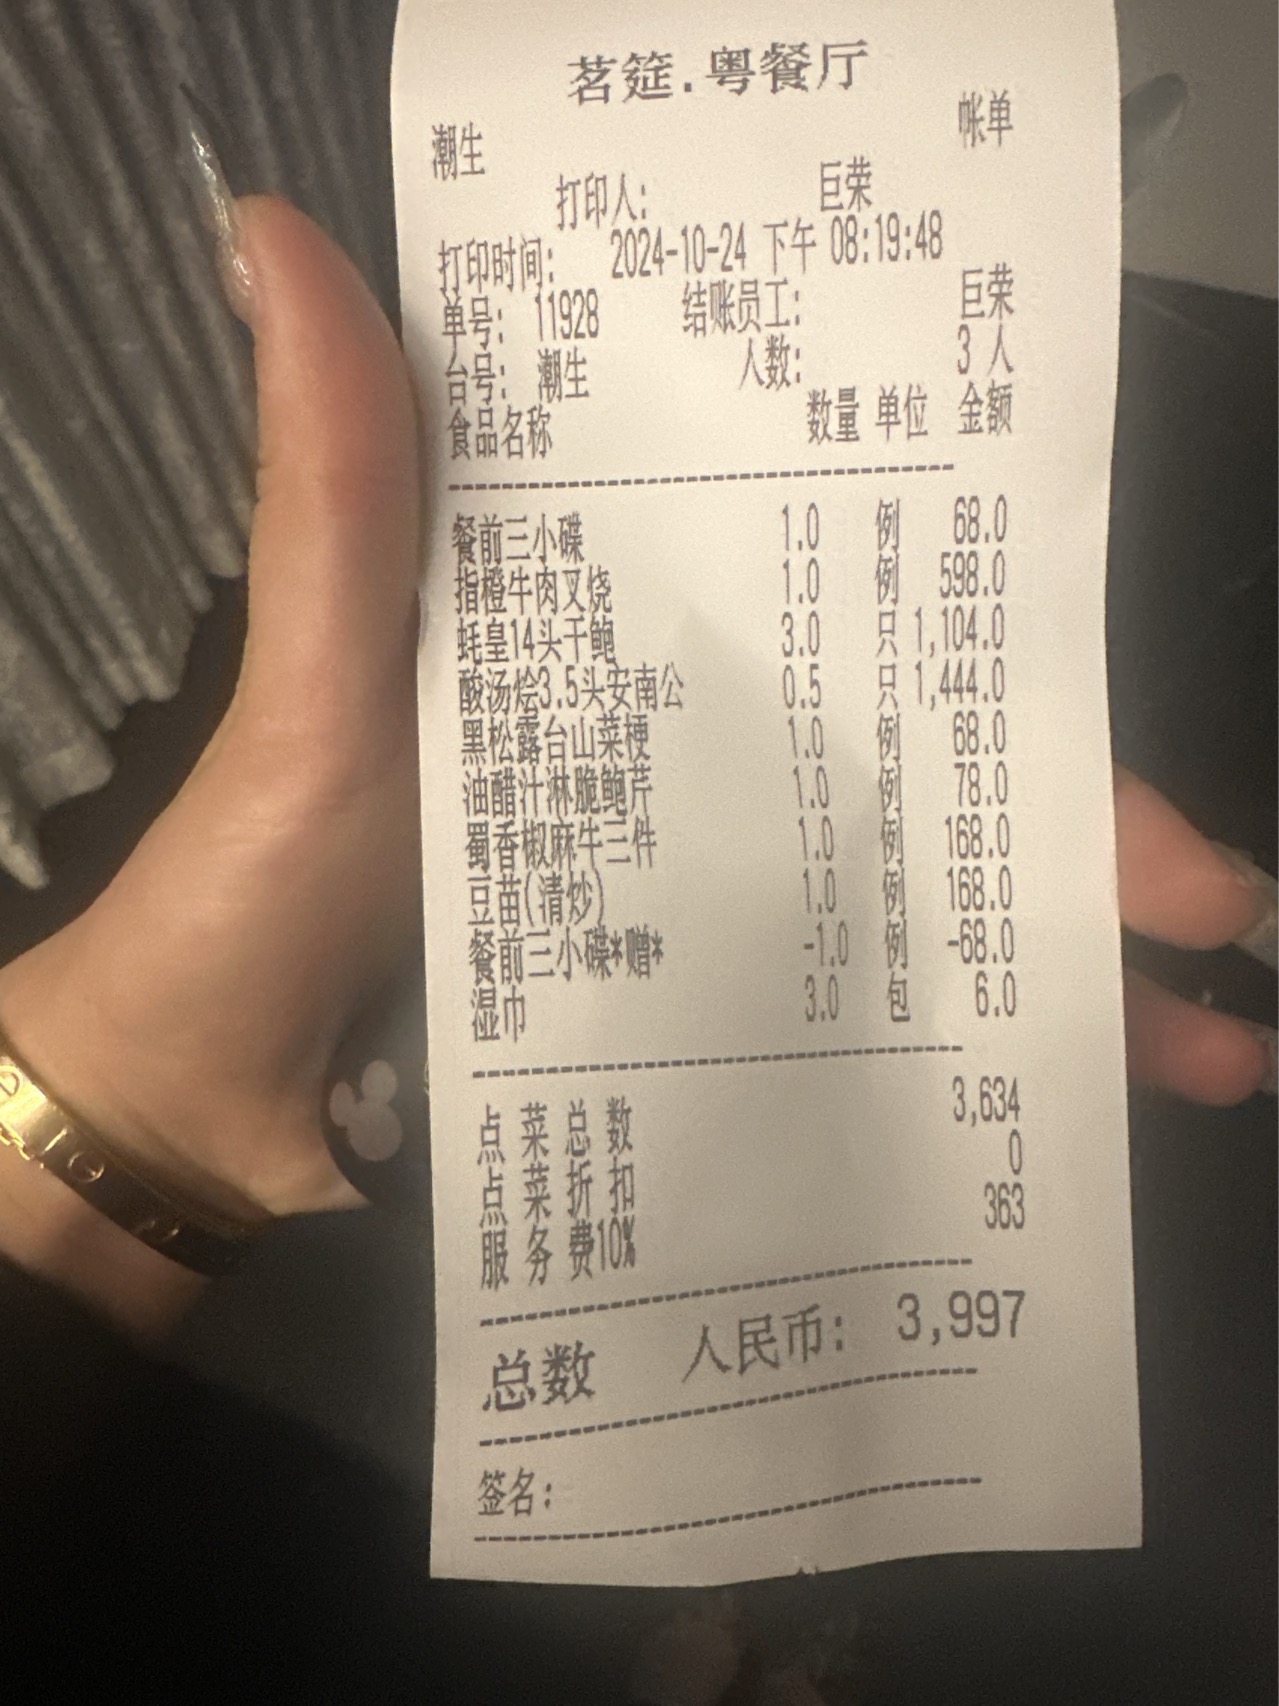 茗筵.粤餐厅
潮生 帐单
打印人: 巨荣
打印时间: 2024-10-24 下午 08:19:48
单号: 11928 结账员工: 巨荣
台号: 潮生 人数: 3 人
食品名称 数量 单位 金额
餐前三小碟 1.0 例 68.0
指橙牛肉叉烧 1.0 例 598.0
蚝皇14头干鲍 3.0 只 1,104.0
酸汤烩3.5头安南公 0.5 只 1,444.0
黑松露台山菜梗 1.0 例 68.0
油醋汁淋脆鲍芹 1.0 例 78.0
蜀香椒麻牛三件 1.0 例 168.0
豆苗(清炒) 1.0 例 168.0
餐前三小碟*赠* -1.0 例 -68.0
湿巾 3.0 包 6.0
点菜总数 3,634
点菜折扣 0
服务费10% 363
总数 人民币: 3,997
签名: